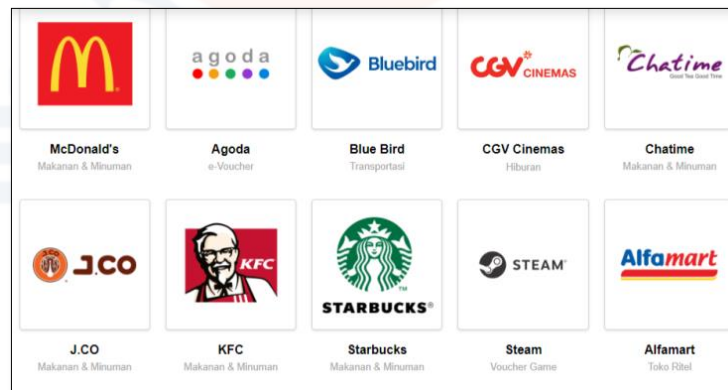 agoda
Bluebird
CGV CINEMAS
Chatime
Good Tea Good Time
McDonald's
Agoda
Blue Bird
CGV Cinemas
Chatime
Makanan & Minuman
e-Voucher
Transportasi
Hiburan
Makanan & Minuman
J.CO
J.CO
KFC
STARBUCKS
STEAM
Alfamart
J.CO
KFC
Starbucks
Steam
Alfamart
Makanan & Minuman
Makanan & Minuman
Makanan & Minuman
Voucher Game
Toko Ritel